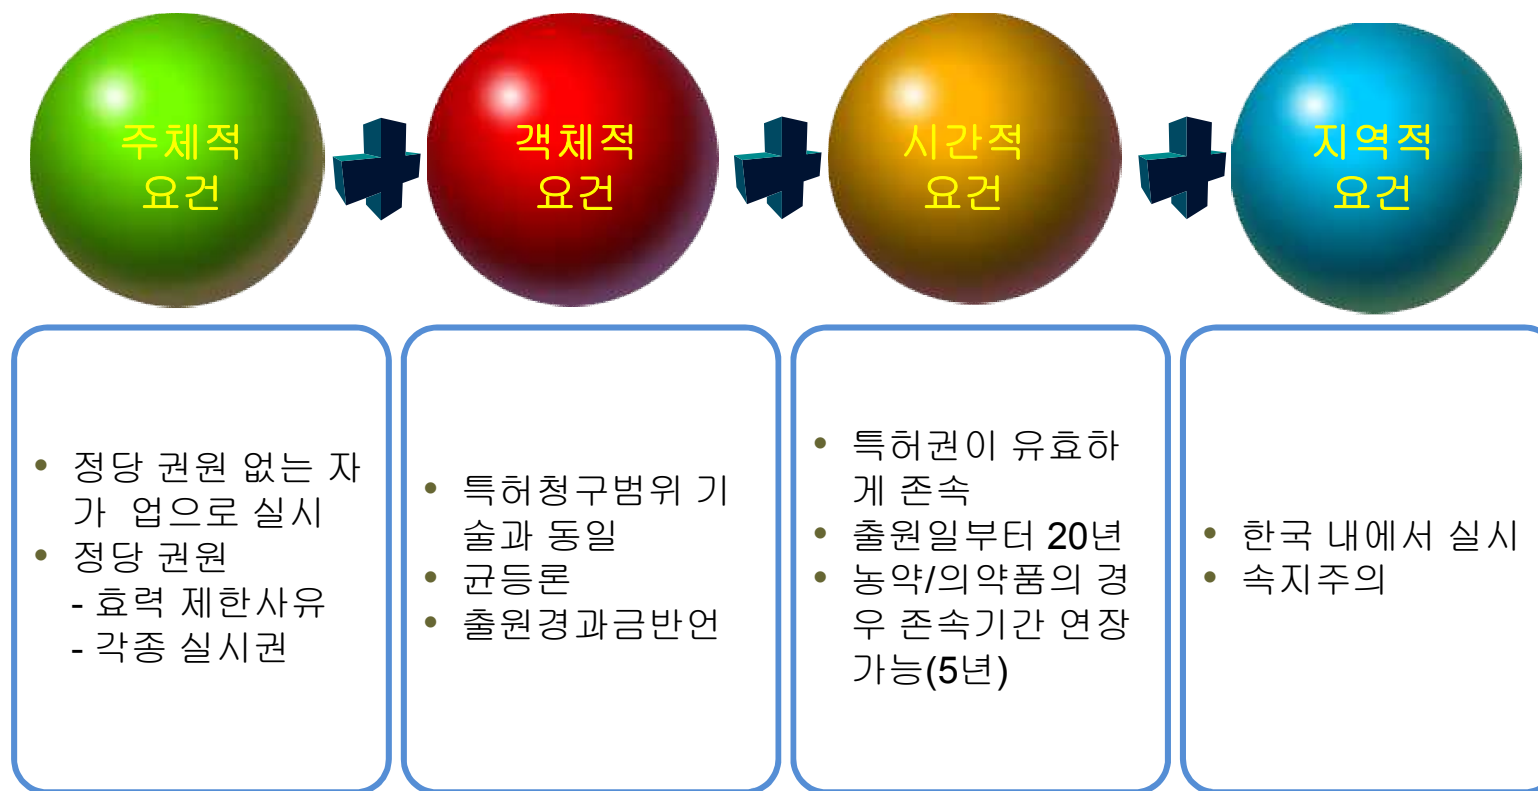 주체적
요건
객체적
요건
시간적
요건
지역적
요건
• 정당 권원 없는 자
가 업으로 실시
• 정당 권원
- 효력 제한사유
- 각종 실시권
• 특허청구범위 기
술과 동일
• 균등론
• 출원경과금반언
• 특허권이 유효하
게 존속
• 출원일부터 20년
• 농약/의약품의 경
우 존속기간 연장
가능(5년)
• 한국 내에서 실시
• 속지주의